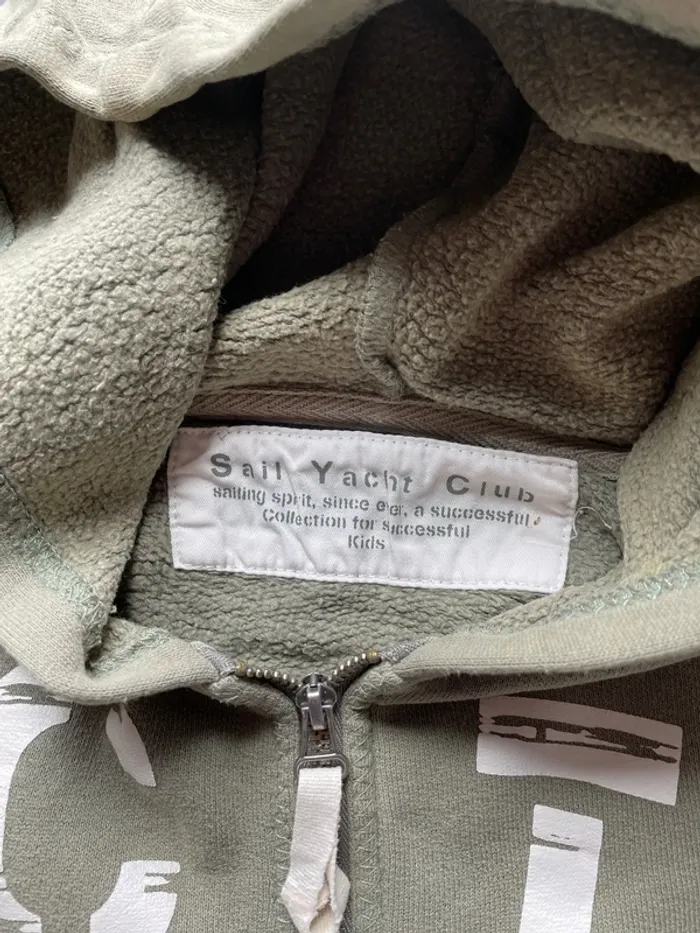 Sail Yacht Club
sailing sprit, since ever, a successful
Collection for successful
Kids